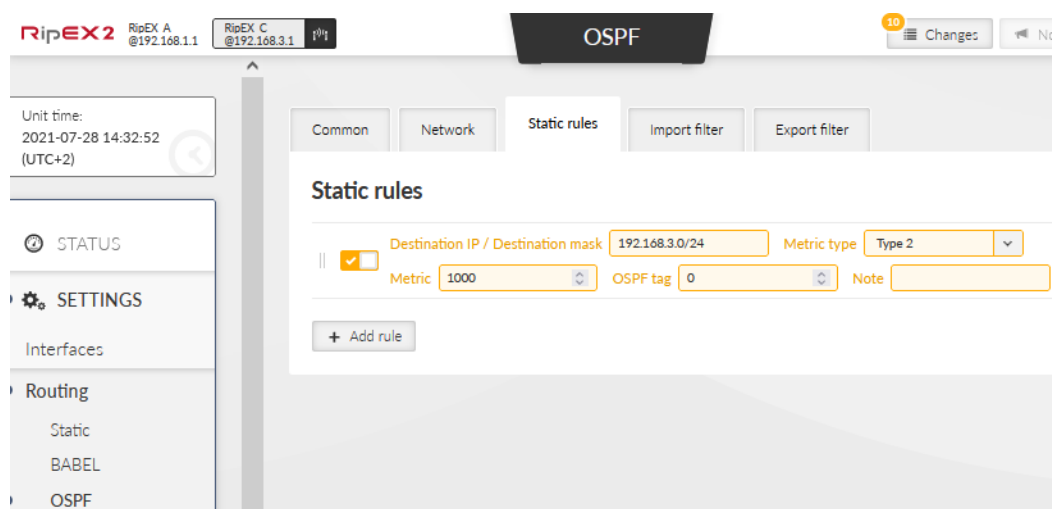 RipEX2
RipEX A
@192.168.1.1
RipEX C
@192.168.3.1
OSPF
10
Changes
Unit time:
2021-07-28 14:32:52
(UTC+2)
STATUS
SETTINGS
Interfaces
Routing
Static
BABEL
OSPF
Common
Network
Static rules
Import filter
Export filter
Static rules
Destination IP / Destination mask 192.168.3.0/24 Metric type Type 2
Metric 1000 OSPF tag 0 Note
+ Add rule